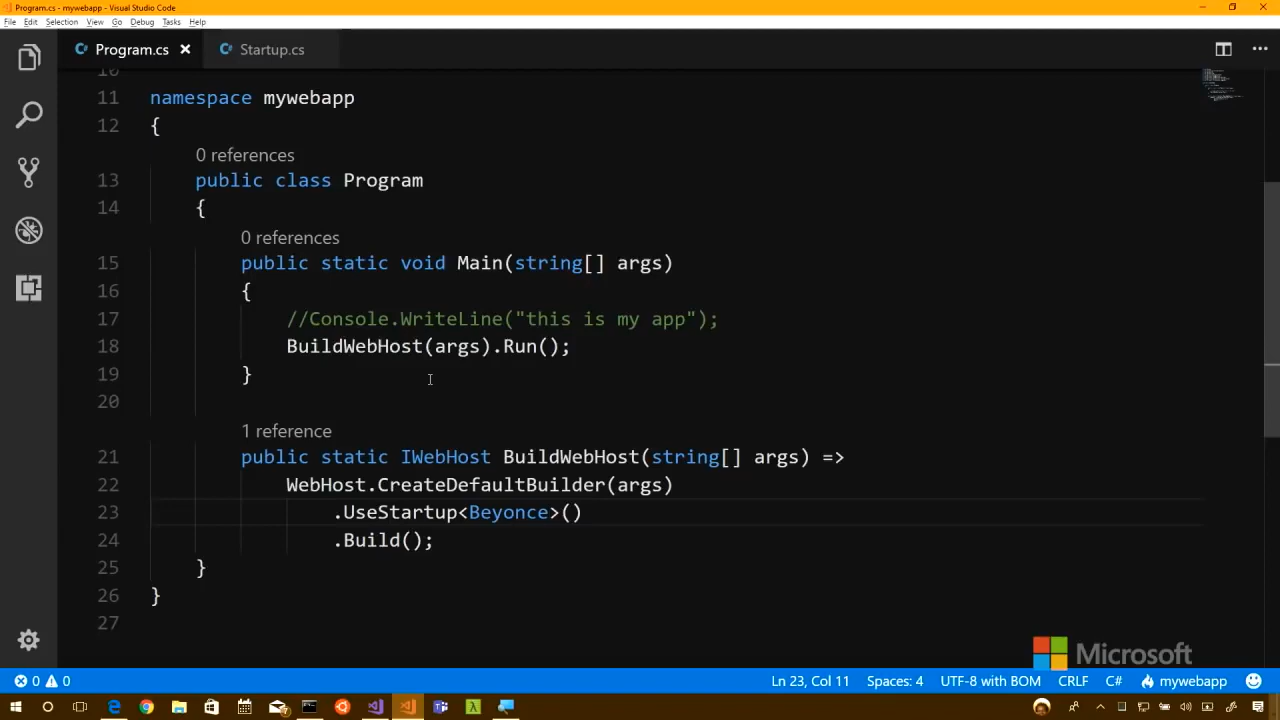 Program.cs - mywebapp - Visual Studio Code
File Edit Selection View Go Debug Tasks Help
Program.cs Startup.cs
10
11 namespace mywebapp
12 {
0 references
13 public class Program
14 {
0 references
15 public static void Main(string[] args)
16 {
17 //Console.WriteLine("this is my app");
18 BuildWebHost(args).Run();
19 }
20
1 reference
21 public static IWebHost BuildWebHost(string[] args) =>
22 WebHost.CreateDefaultBuilder(args)
23 .UseStartup<Beyonce>()
24 .Build();
25 }
26 }
27
Microsoft
0 0 Ln 23, Col 11 Spaces: 4 UTF-8 with BOM CRLF C# mywebapp